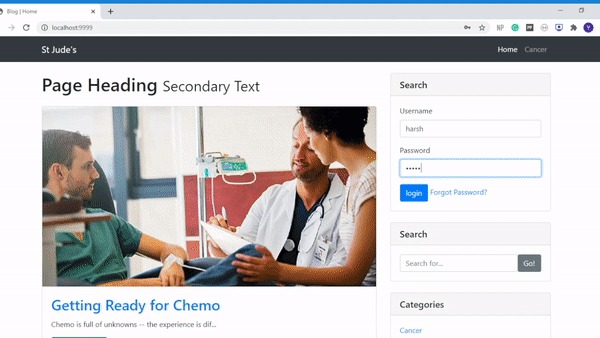 Blog | Home
localhost:9999
St Jude's
Home
Cancer
Page Heading Secondary Text
Search
Username
harsh
Password
•••••
login
Forgot Password?
Search
Search for...
Go!
Getting Ready for Chemo
Chemo is full of unknowns -- the experience is dif...
Categories
Cancer